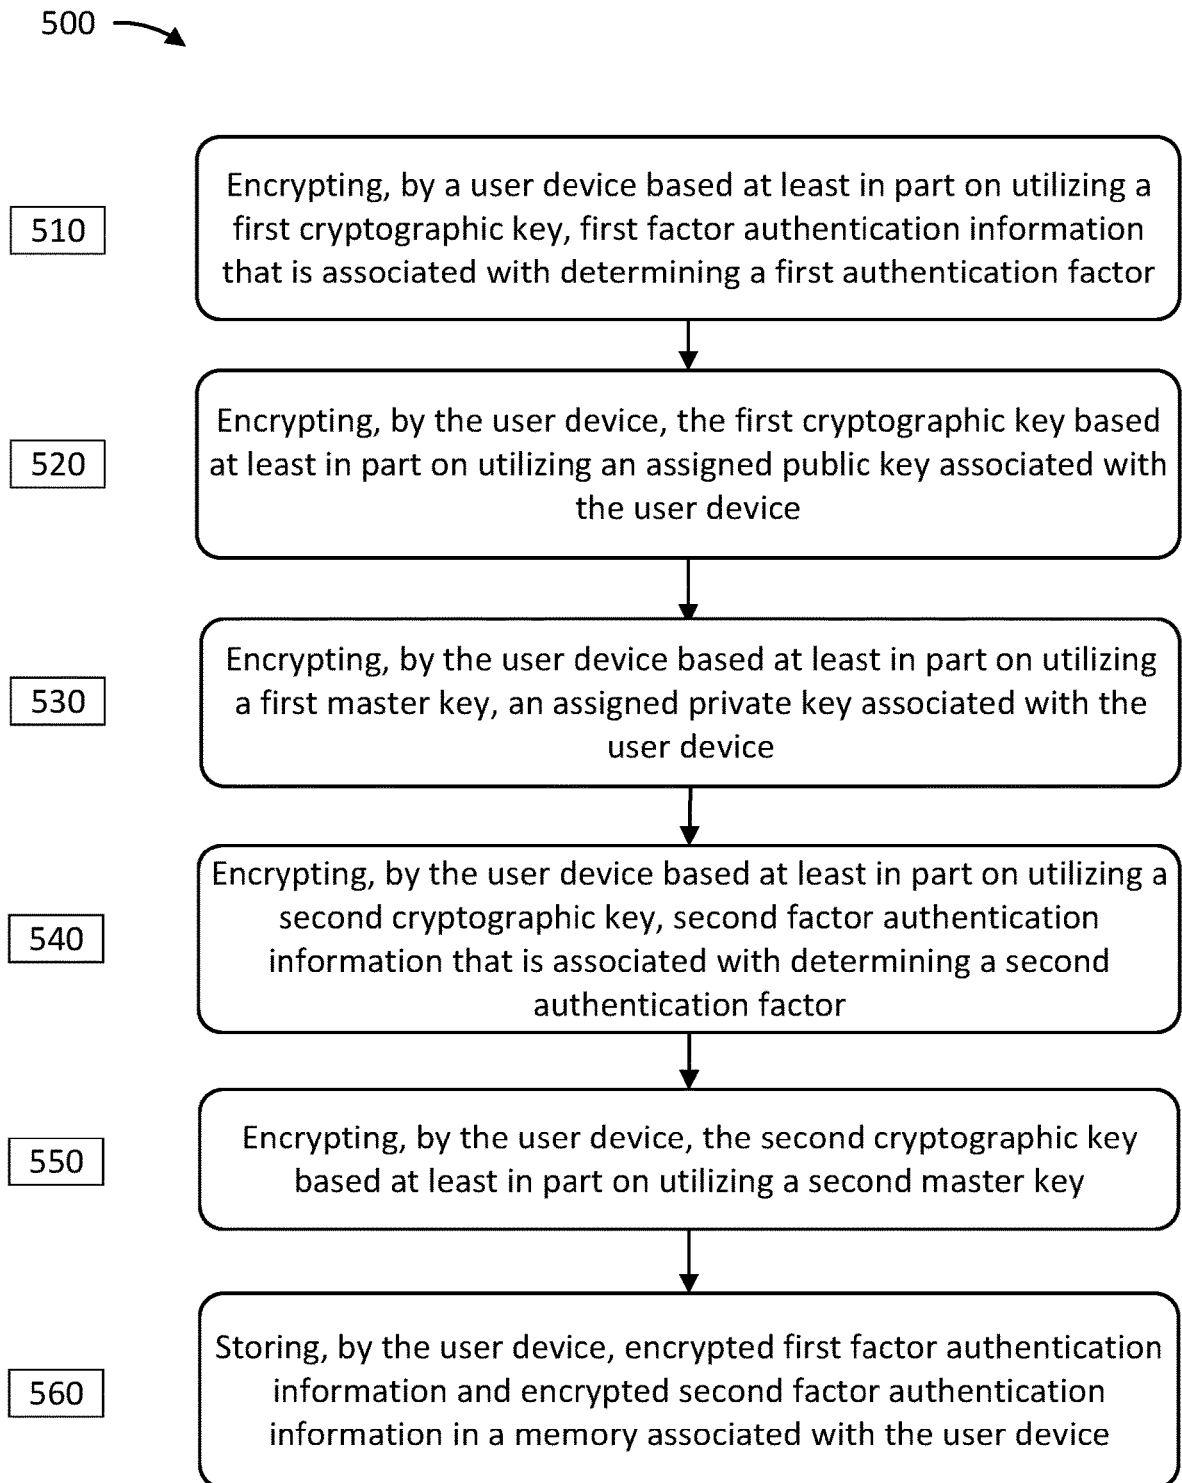 500
510
Encrypting, by a user device based at least in part on utilizing a
first cryptographic key, first factor authentication information
that is associated with determining a first authentication factor
520
Encrypting, by the user device, the first cryptographic key based
at least in part on utilizing an assigned public key associated with
the user device
530
Encrypting, by the user device based at least in part on utilizing
a first master key, an assigned private key associated with the
user device
540
Encrypting, by the user device based at least in part on utilizing a
second cryptographic key, second factor authentication
information that is associated with determining a second
authentication factor
550
Encrypting, by the user device, the second cryptographic key
based at least in part on utilizing a second master key
560
Storing, by the user device, encrypted first factor authentication
information and encrypted second factor authentication
information in a memory associated with the user device